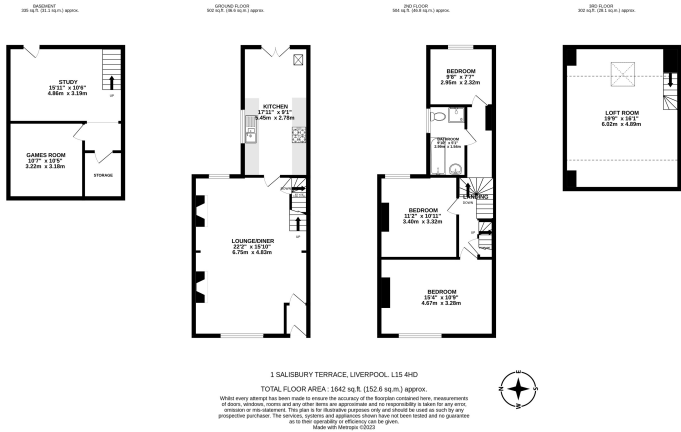 BASEMENT
335 sq.ft. (31.1 sq.m.) approx.
GROUND FLOOR
502 sq.ft. (46.6 sq.m.) approx.
2ND FLOOR
504 sq.ft. (46.8 sq.m.) approx.
3RD FLOOR
302 sq.ft. (28.1 sq.m.) approx.
STUDY
15'11" x 10'6"
4.86m x 3.19m
UP
GAMES ROOM
10'7" x 10'5"
3.22m x 3.18m
STORAGE
KITCHEN
17'11" x 9'1"
5.45m x 2.78m
DOWN
UP
LOUNGE/DINER
22'2" x 15'10"
6.75m x 4.83m
BEDROOM
9'8" x 7'7"
2.95m x 2.32m
BATHROOM
LANDING
DOWN
BEDROOM
11'2" x 10'11"
3.40m x 3.32m
BEDROOM
15'4" x 10'9"
4.67m x 3.28m
LOFT ROOM
19'9" x 16'1"
6.02m x 4.89m
1 SALISBURY TERRACE, LIVERPOOL. L15 4HD
TOTAL FLOOR AREA : 1642 sq.ft. (152.6 sq.m.) approx.
Whilst every attempt has been made to ensure the accuracy of the floorplan contained here, measurements
of doors, windows, rooms and any other items are approximate and no responsibility is taken for any error,
omission or mis-statement. This plan is for illustrative purposes only and should be used as such by any
prospective purchaser. The services, systems and appliances shown have not been tested and no guarantee
as to their operability or efficiency can be given.
Made with Metropix ©2023
N
E
S
W